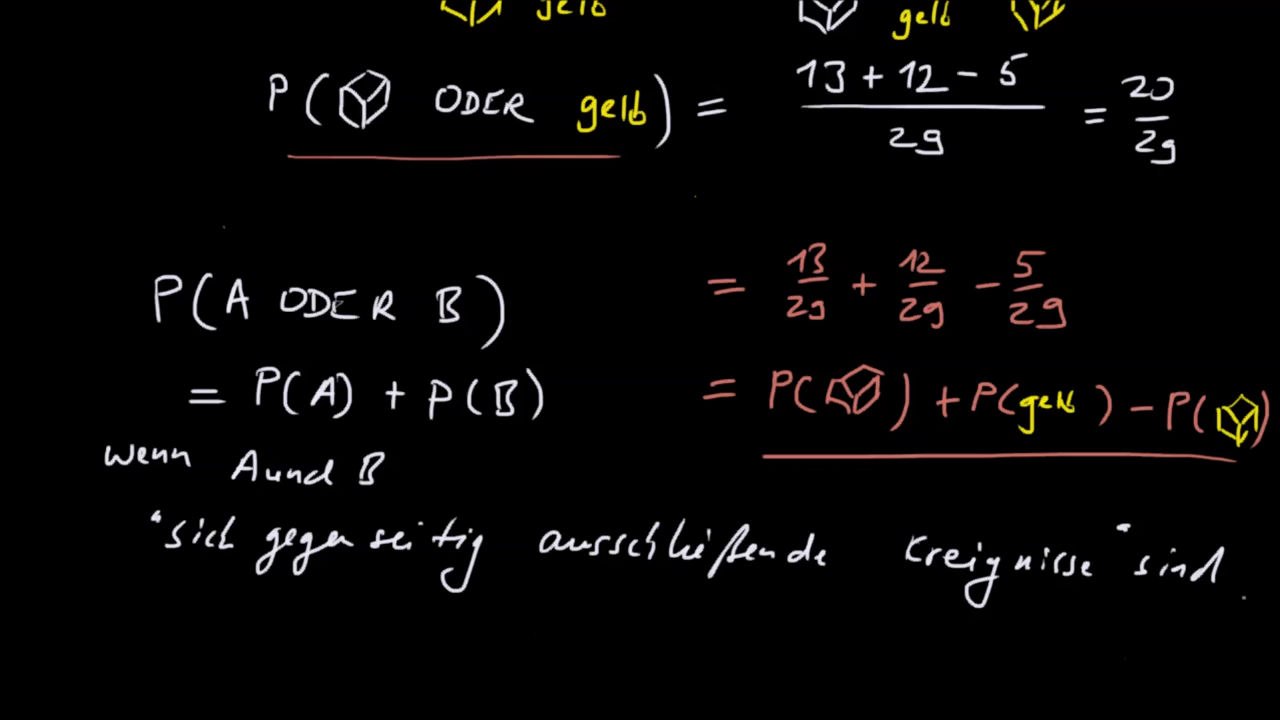 gelb gelb
P( ODER gelb) = 13 + 12 - 5 / 29 = 20/29
P(A ODER B)
= P(A) + P(B)
wenn A und B
"sich gegenseitig ausschließende Ereignisse" sind.
= 13/29 + 12/29 - 5/29
= P( ) + P(gelb) - P( )